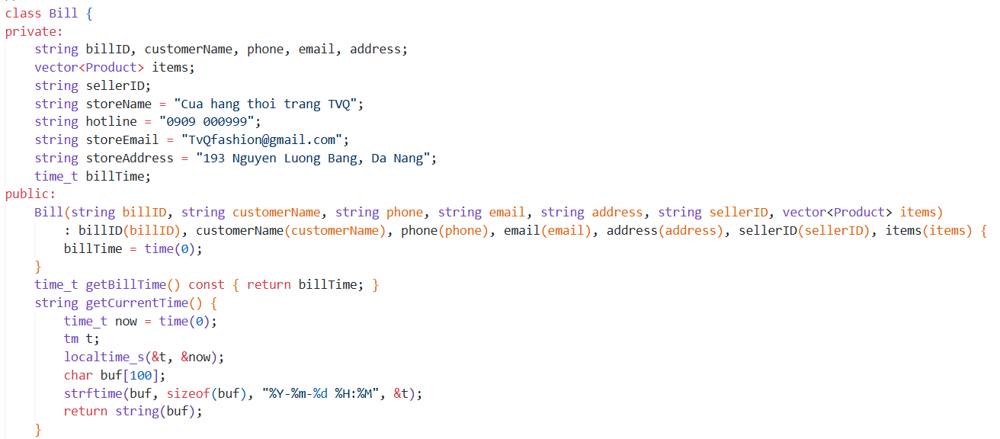 class Bill {
private:
    string billID, customerName, phone, email, address;
    vector<Product> items;
    string sellerID;
    string storeName = "Cua hang thoi trang TVQ";
    string hotline = "0909 000999";
    string storeEmail = "TvQfashion@gmail.com";
    string storeAddress = "193 Nguyen Luong Bang, Da Nang";
    time_t billTime;
public:
    Bill(string billID, string customerName, string phone, string email, string address, string sellerID, vector<Product> items)
        : billID(billID), customerName(customerName), phone(phone), email(email), address(address), sellerID(sellerID), items(items) {
        billTime = time(0);
    }
    time_t getBillTime() const { return billTime; }
    string getCurrentTime() {
        time_t now = time(0);
        tm t;
        localtime_s(&t, &now);
        char buf[100];
        strftime(buf, sizeof(buf), "%Y-%m-%d %H:%M", &t);
        return string(buf);
    }